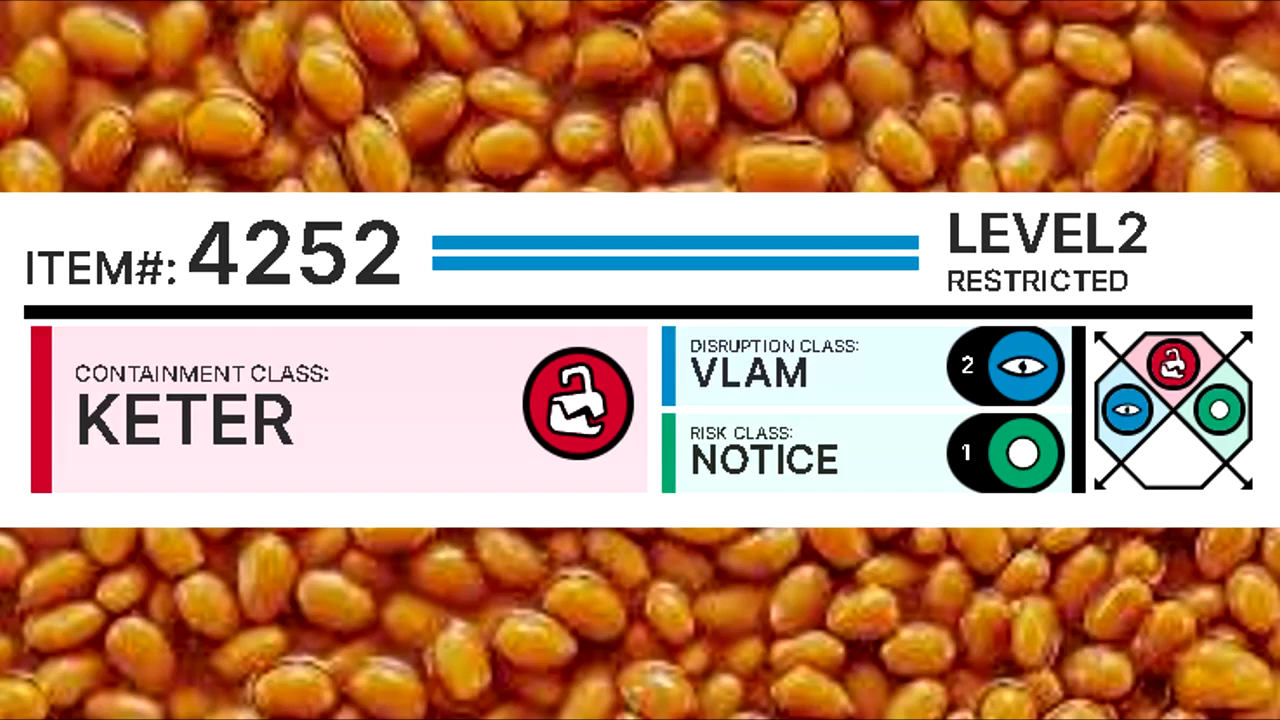 ITEM#: 4252
LEVEL2
RESTRICTED
CONTAINMENT CLASS:
KETER
DISRUPTION CLASS:
VLAM
2
RISK CLASS:
NOTICE
1